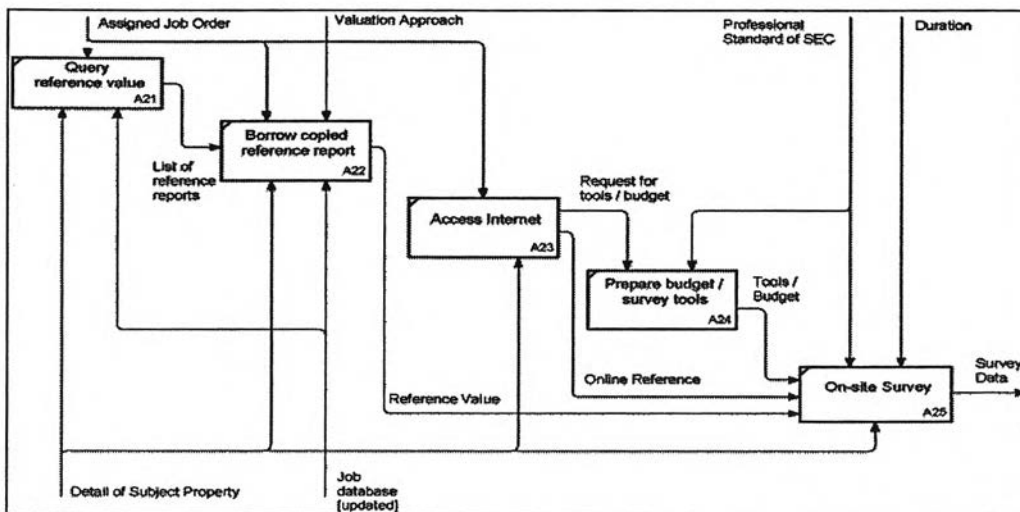 Assigned Job Order
Valuation Approach
Professional
Standard of SEC
Duration
Query
reference value
A21
Borrow copied
reference report
A22
List of
reference
reports
Access Internet
A23
Request for
tools / budget
Prepare budget /
survey tools
A24
Tools /
Budget
On-site Survey
A25
Survey
Data
Online Reference
Reference Value
Detail of Subject Property
Job
database
[updated]